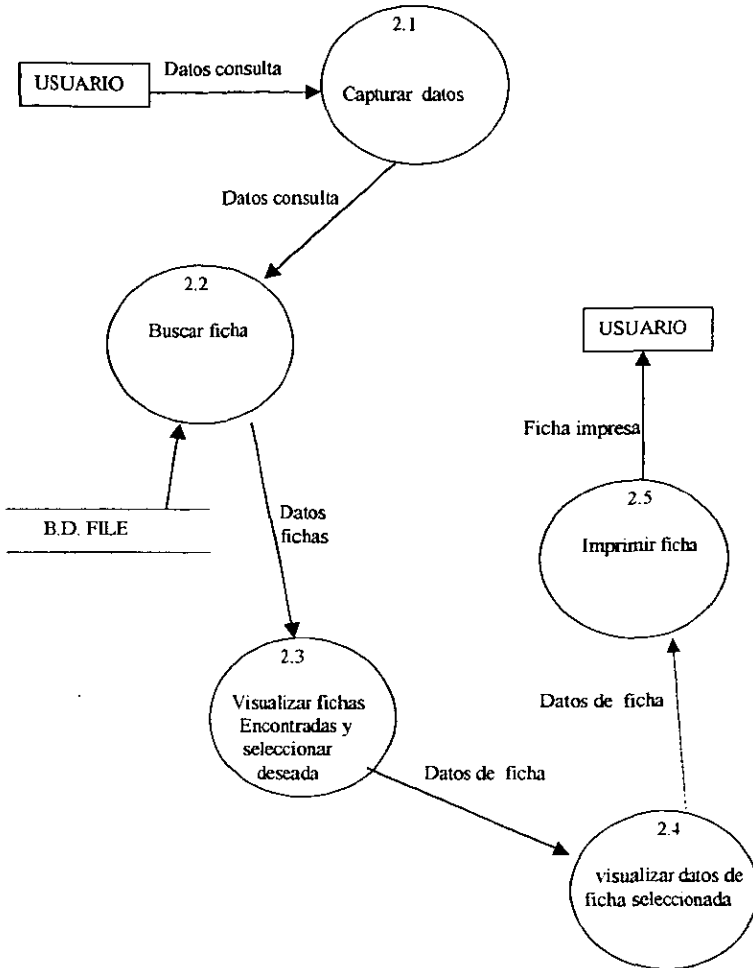 2.1
Capturar datos
USUARIO
Datos consulta
Datos consulta
2.2
Buscar ficha
B.D. FILE
Datos
fichas
2.3
Visualizar fichas
Encontradas y
seleccionar
deseada
Datos de ficha
2.4
visualizar datos de
ficha seleccionada
Datos de ficha
2.5
Imprimir ficha
Ficha impresa
USUARIO